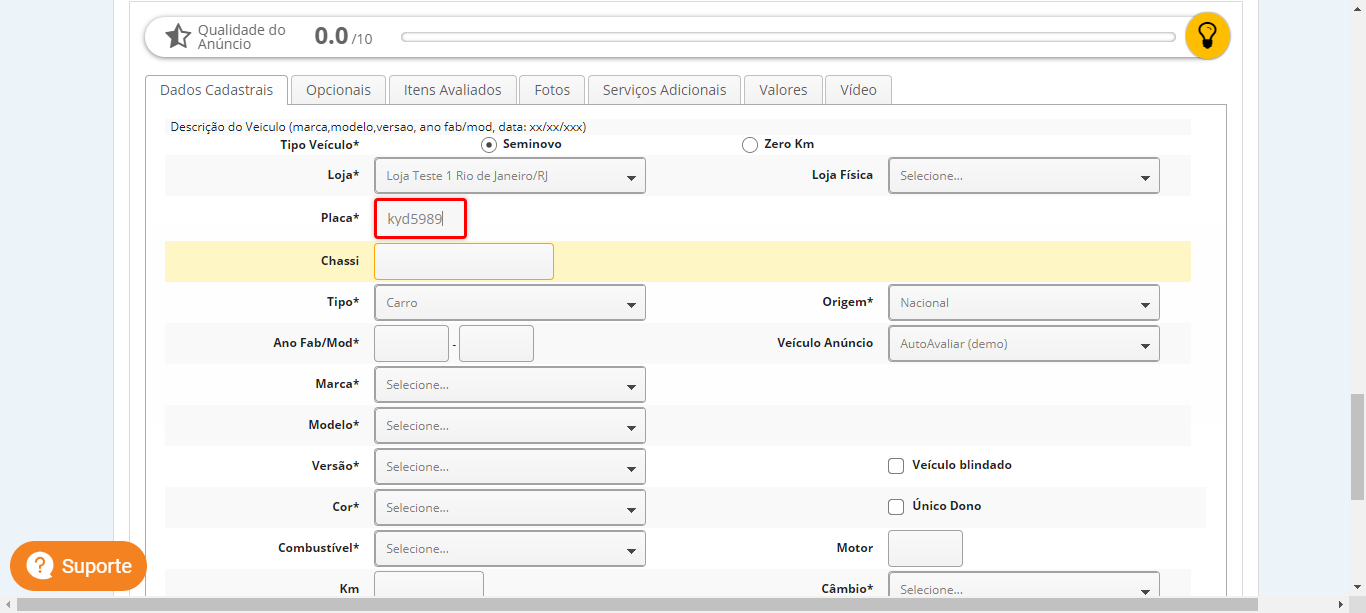 Qualidade do
Anúncio
0.0 /10
Dados Cadastrais Opcionais Itens Avaliados Fotos Serviços Adicionais Valores Vídeo
Descrição do Veiculo (marca,modelo,versao, ano fab/mod, data: xx/xx/xxx)
Tipo Veículo* Seminovo Zero Km
Loja* Loja Teste 1 Rio de Janeiro/RJ Loja Física Selecione...
Placa* kyd5989
Chassi
Tipo* Carro Origem* Nacional
Ano Fab/Mod* - Veículo Anúncio AutoAvaliar (demo)
Marca* Selecione...
Modelo* Selecione...
Versão* Selecione... Veículo blindado
Cor* Selecione... Único Dono
Combustível* Selecione... Motor
? Suporte
Km Câmbio* Selecione...